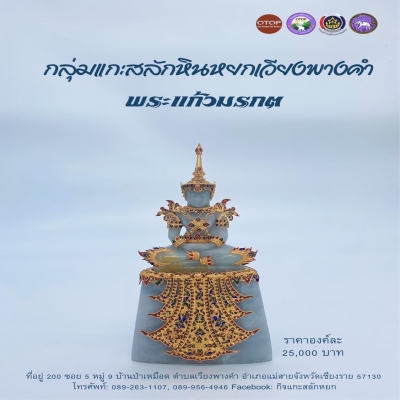 OTOP
กลุ่มแกะสลักหินหยกเวียงพางคำ
พระแก้วมรกต
ราคาองค์ละ
25,000 บาท
ที่อยู่ 200 ซอย 5 หมู่ 9 บ้านป่าเหมือด ตำบลเวียงพางคำ อำเภอแม่สายจังหวัดเชียงราย 57130
โทรศัพท์: 089-263-1107, 089-956-4946 Facebook: กิจแกะสลักหยก